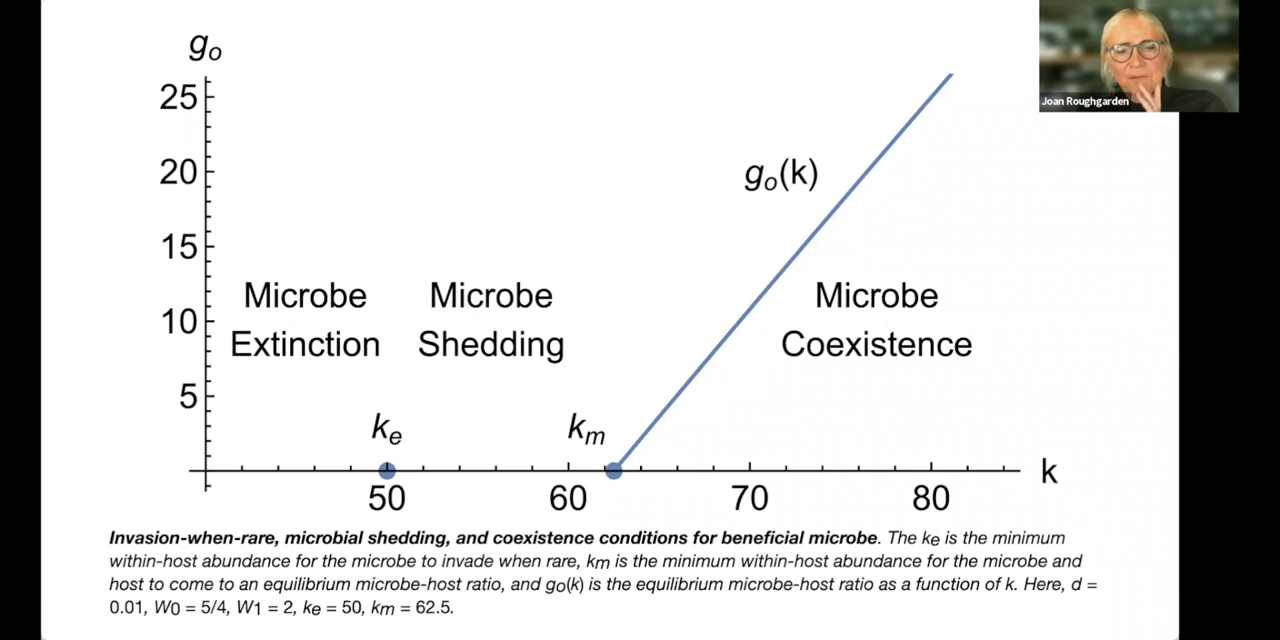 go
25
20
15
10
5
go(k)
Microbe
Extinction
Microbe
Shedding
Microbe
Coexistence
ke
km
50
60
70
80
k
Joan Roughgarden
Invasion-when-rare, microbial shedding, and coexistence conditions for beneficial microbe. The ke is the minimum
within-host abundance for the microbe to invade when rare, km is the minimum within-host abundance for the microbe and
host to come to an equilibrium microbe-host ratio, and go(k) is the equilibrium microbe-host ratio as a function of k. Here, d =
0.01, W0 = 5/4, W1 = 2, ke = 50, km = 62.5.